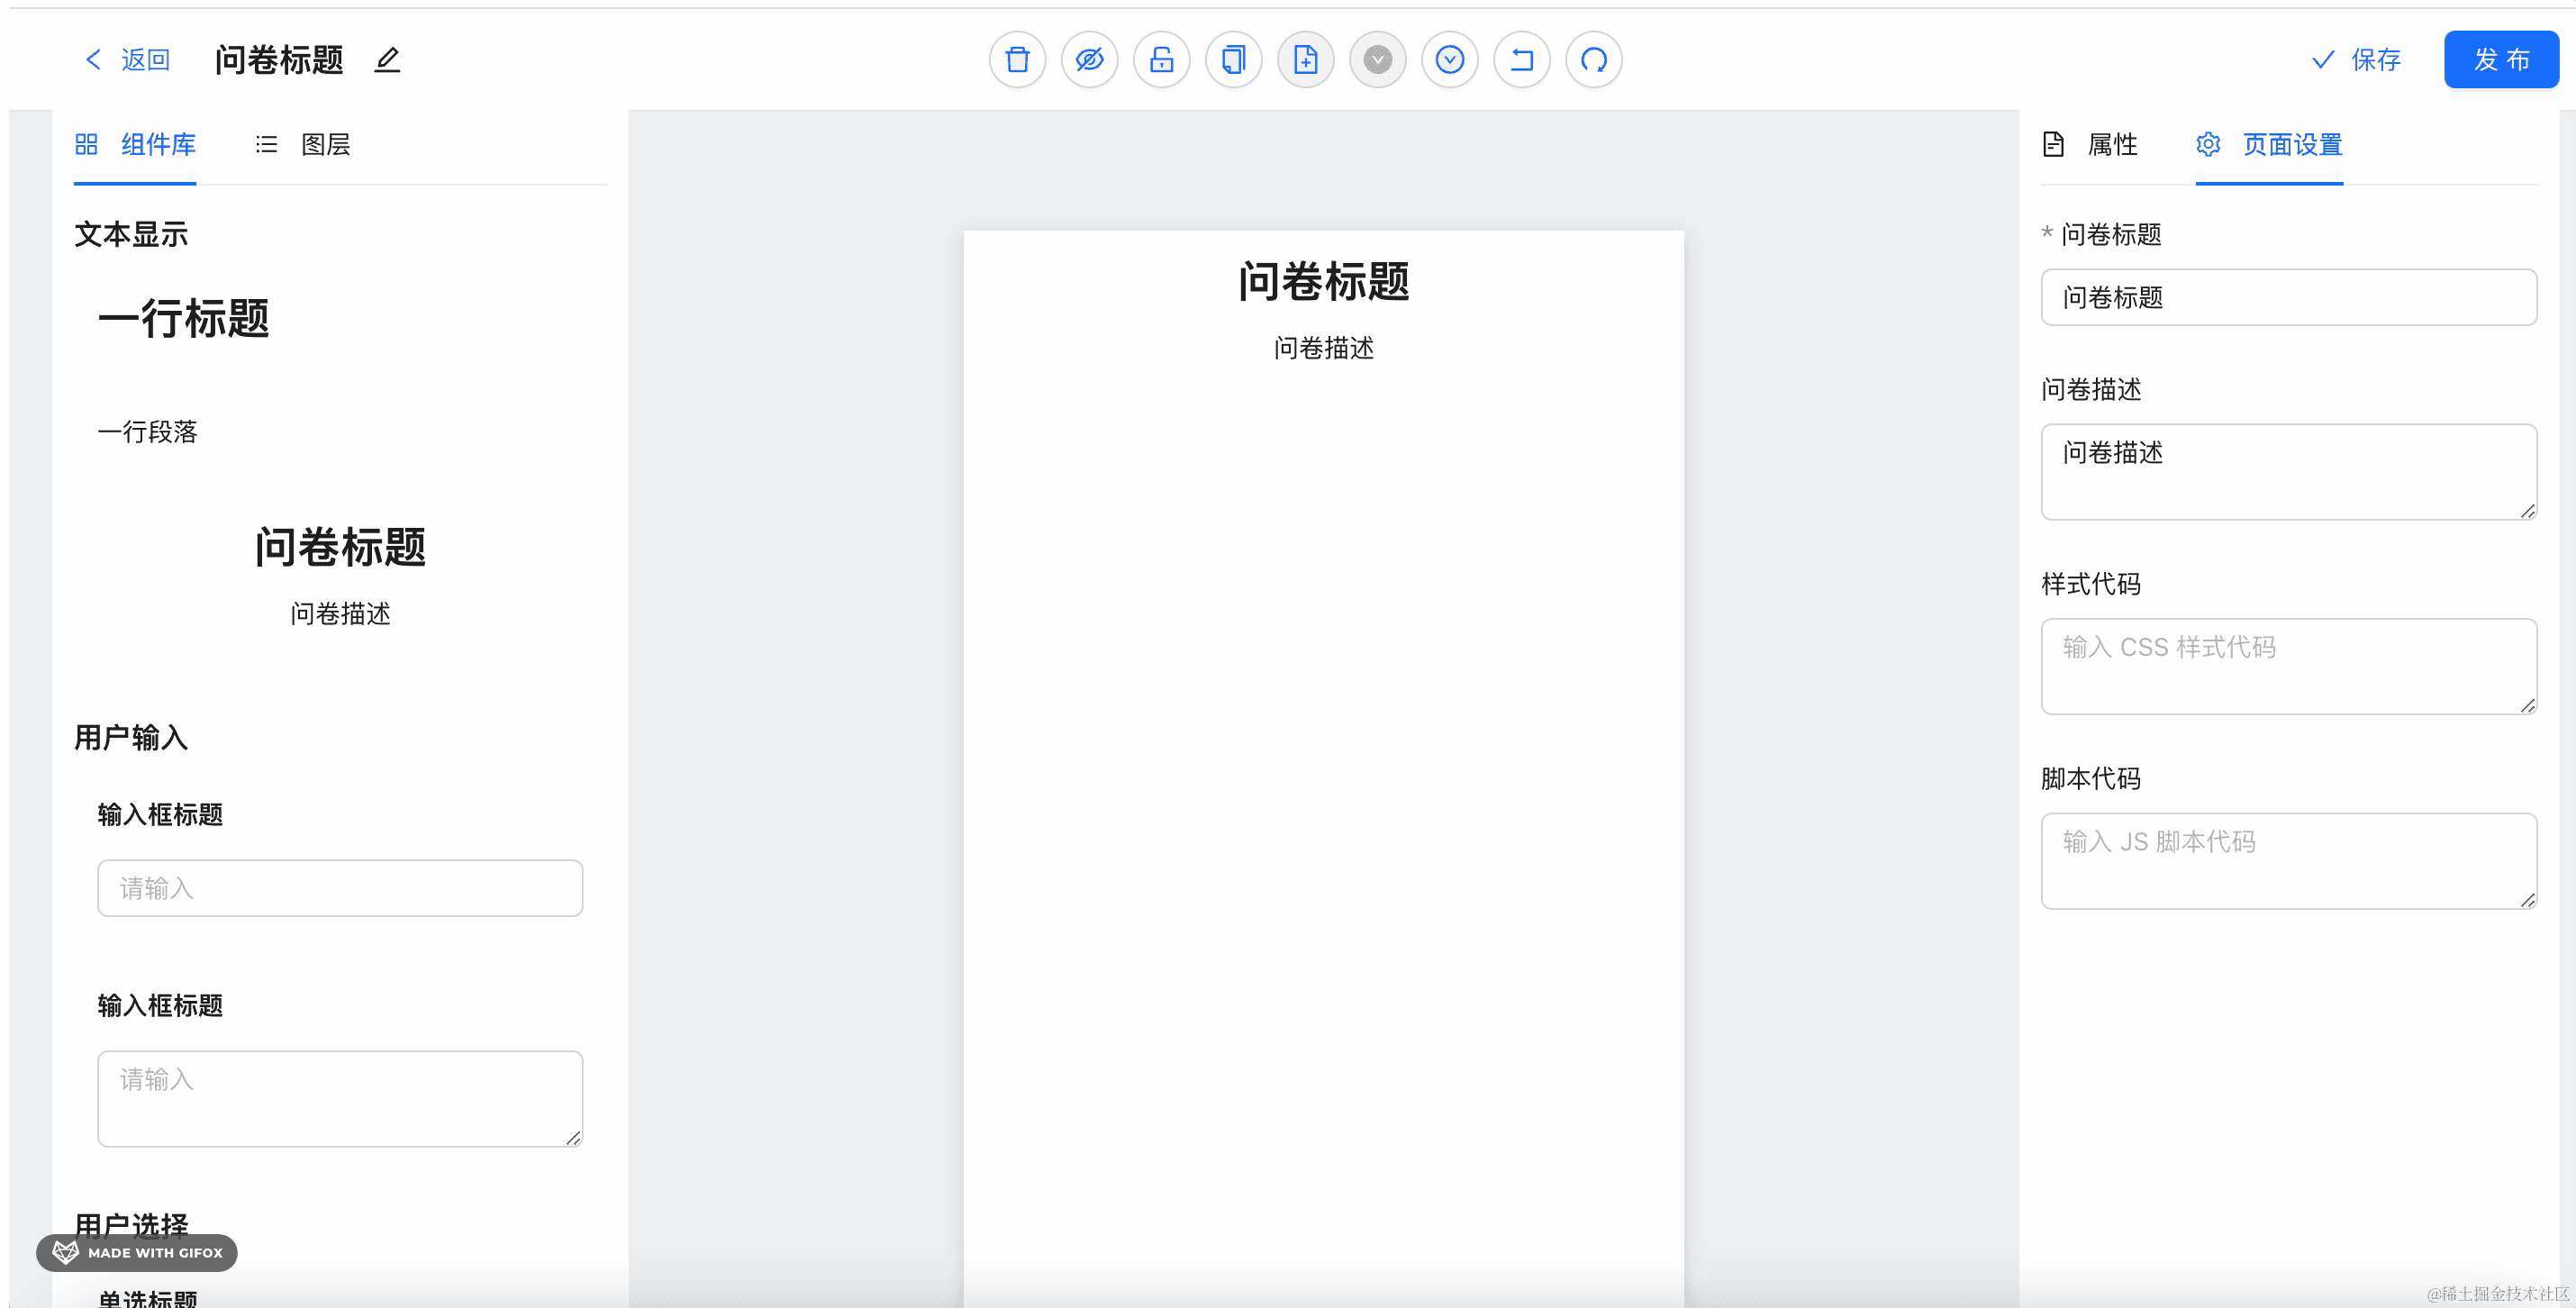 返回
问卷标题
保存
发 布
组件库
图层
文本显示
一行标题
一行段落
问卷标题
问卷描述
用户输入
输入框标题
请输入
输入框标题
请输入
用户选择
MADE WITH GIFOX
单选标题
问卷标题
问卷描述
属性
页面设置
* 问卷标题
问卷标题
问卷描述
问卷描述
样式代码
输入 CSS 样式代码
脚本代码
输入 JS 脚本代码
@稀土掘金技术社区